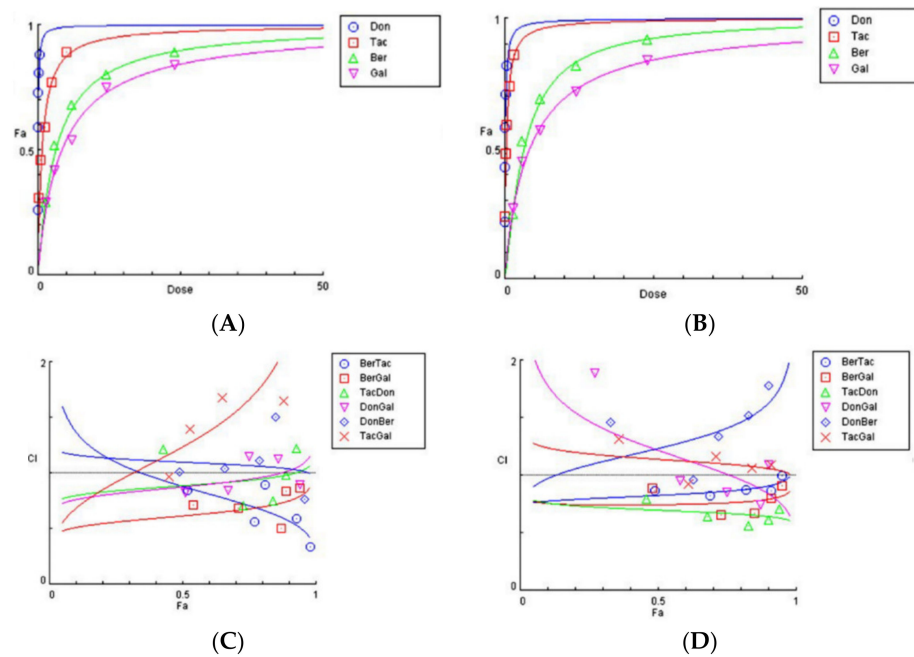 1
Fa
0.5
0
0
Dose
50
Don
Tac
Ber
Gal
(A)
1
Fa
0.5
0
0
Dose
50
Don
Tac
Ber
Gal
(B)
2
CI
1
0
0
0.5
Fa
1
BerTac
BerGal
TacDon
DonGal
DonBer
TacGal
(C)
2
CI
1
0
0
0.5
Fa
1
BerTac
BerGal
TacDon
DonGal
DonBer
TacGal
(D)